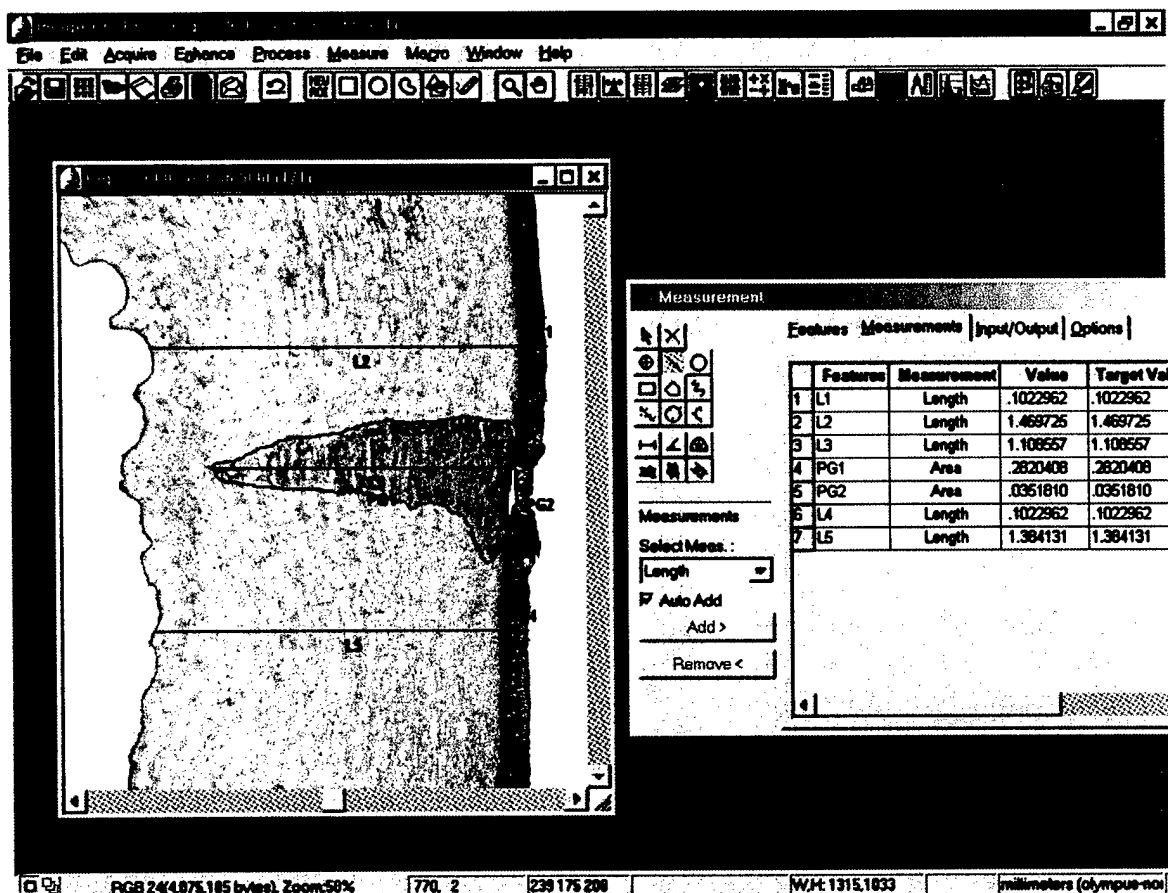 File Edit Acquire Enhance Process Measure Macro Window Help
L2
PG2
L5
Measurement
Features Measurements Input/Output Options
Features Measurement Value Target Val
1 L1 Length .1022962 .1022962
2 L2 Length 1.469725 1.469725
3 L3 Length 1.108557 1.108557
4 PG1 Area .2820408 .2820408
5 PG2 Area .0351810 .0351810
6 L4 Length .1022962 .1022962
7 L5 Length 1.384131 1.384131
Measurements
Select Meas.:
Length
Auto Add
Add >
Remove <
RGB 24(4,075,185 bytes), Zoom:50% 770, 2 239 175 208 W,H: 1315,1033 millimeters (olympus-no